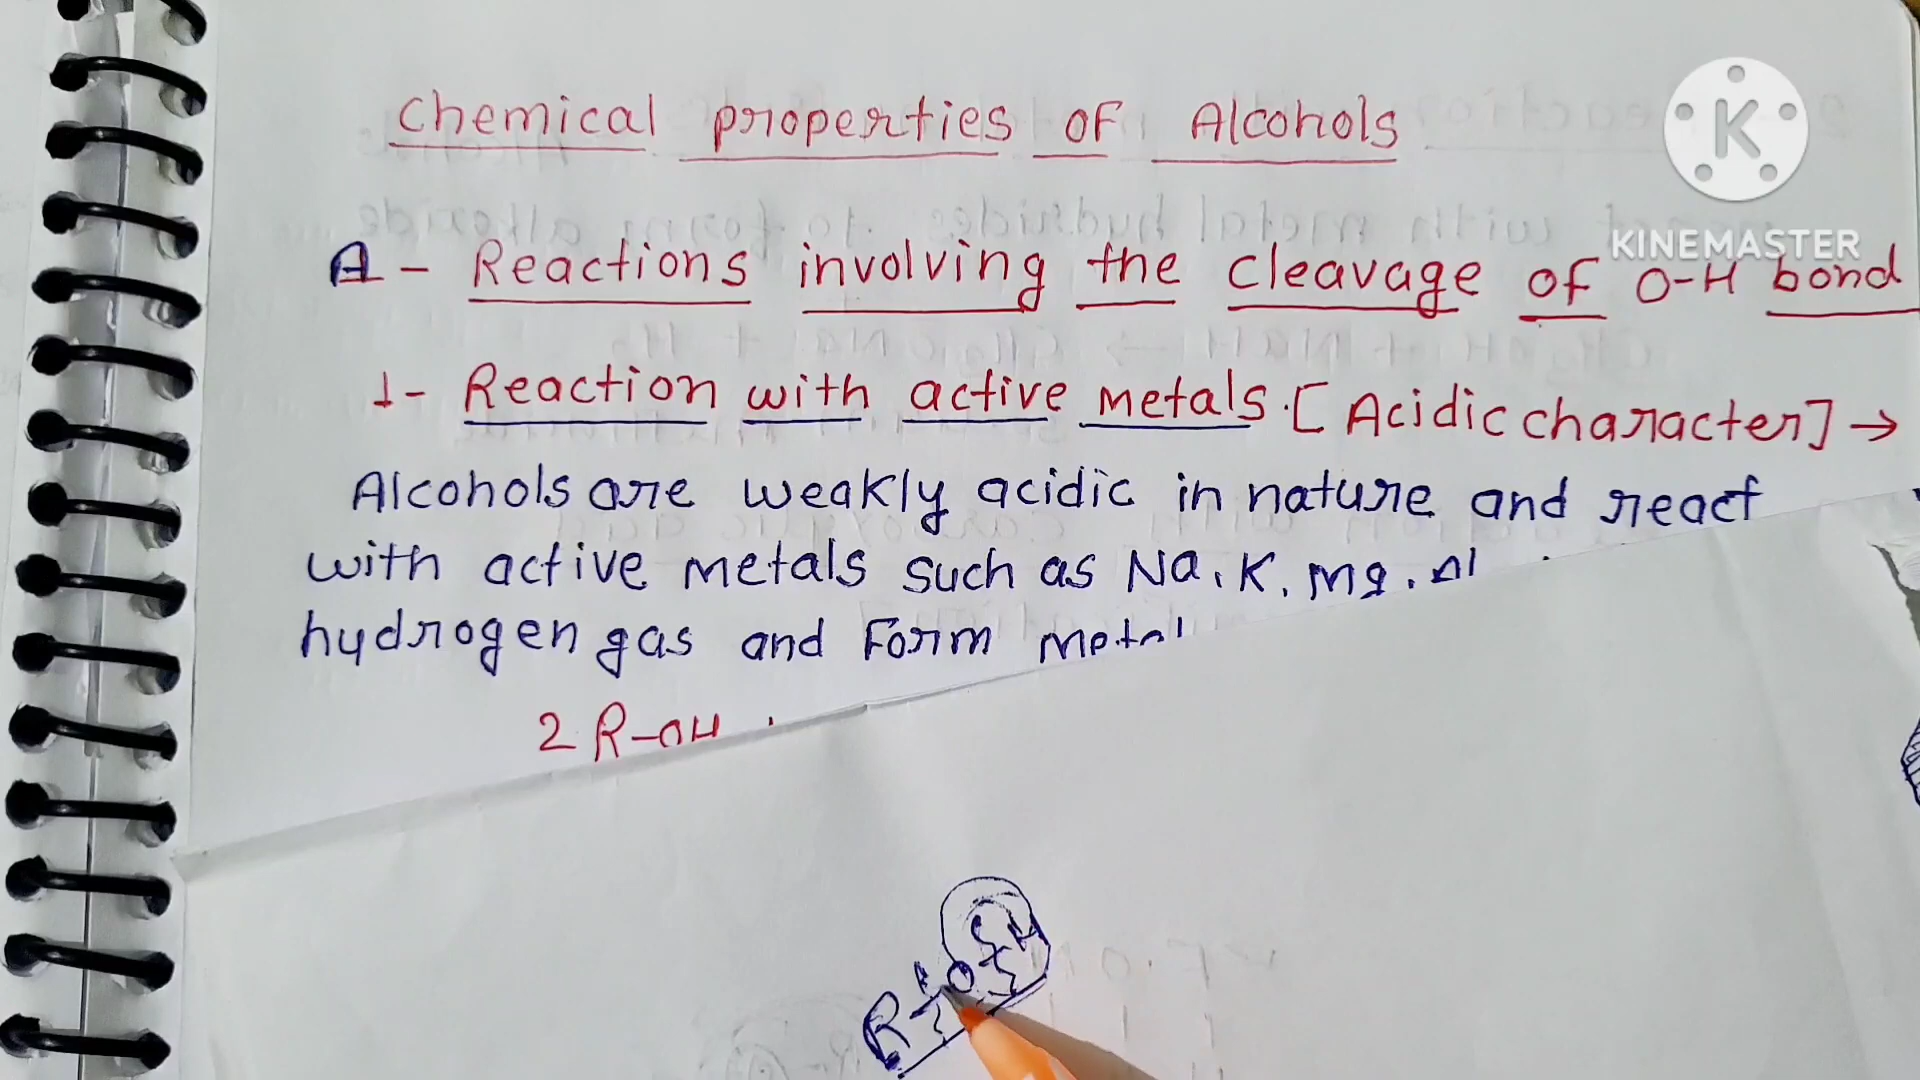 Chemical properties OF Alcohols
K
KINEMASTER
A - Reactions involving the cleavage of O-H bond
1- Reaction with active metals. [Acidic character] →
Alcohols are weakly acidic in nature and react
with active metals such as Na, K, Mg, Al
hydrogen gas and Form metal
2 R-OH
R-O-H